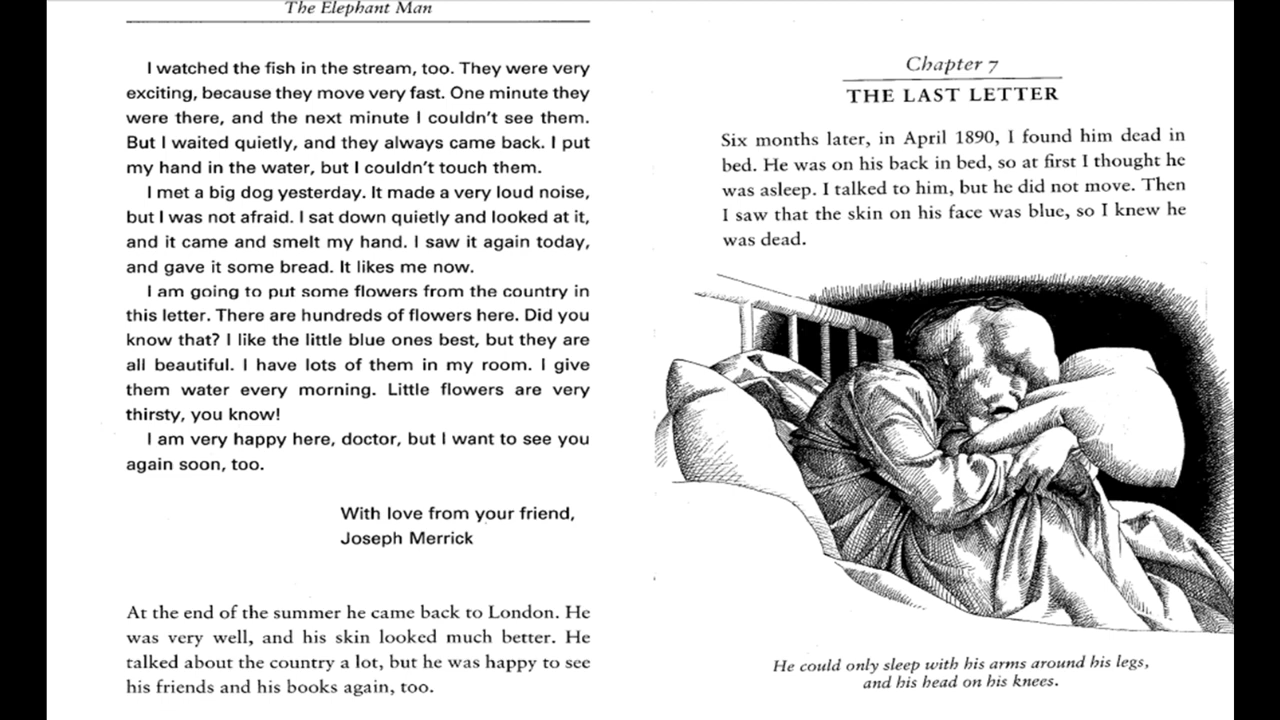 The Elephant Man
I watched the fish in the stream, too. They were very
exciting, because they move very fast. One minute they
were there, and the next minute I couldn't see them.
But I waited quietly, and they always came back. I put
my hand in the water, but I couldn't touch them.
I met a big dog yesterday. It made a very loud noise,
but I was not afraid. I sat down quietly and looked at it,
and it came and smelt my hand. I saw it again today,
and gave it some bread. It likes me now.
I am going to put some flowers from the country in
this letter. There are hundreds of flowers here. Did you
know that? I like the little blue ones best, but they are
all beautiful. I have lots of them in my room. I give
them water every morning. Little flowers are very
thirsty, you know!
I am very happy here, doctor, but I want to see you
again soon, too.
With love from your friend,
Joseph Merrick
At the end of the summer he came back to London. He
was very well, and his skin looked much better. He
talked about the country a lot, but he was happy to see
his friends and his books again, too.
Chapter 7
THE LAST LETTER
Six months later, in April 1890, I found him dead in
bed. He was on his back in bed, so at first I thought he
was asleep. I talked to him, but he did not move. Then
I saw that the skin on his face was blue, so I knew he
was dead.
He could only sleep with his arms around his legs,
and his head on his knees.